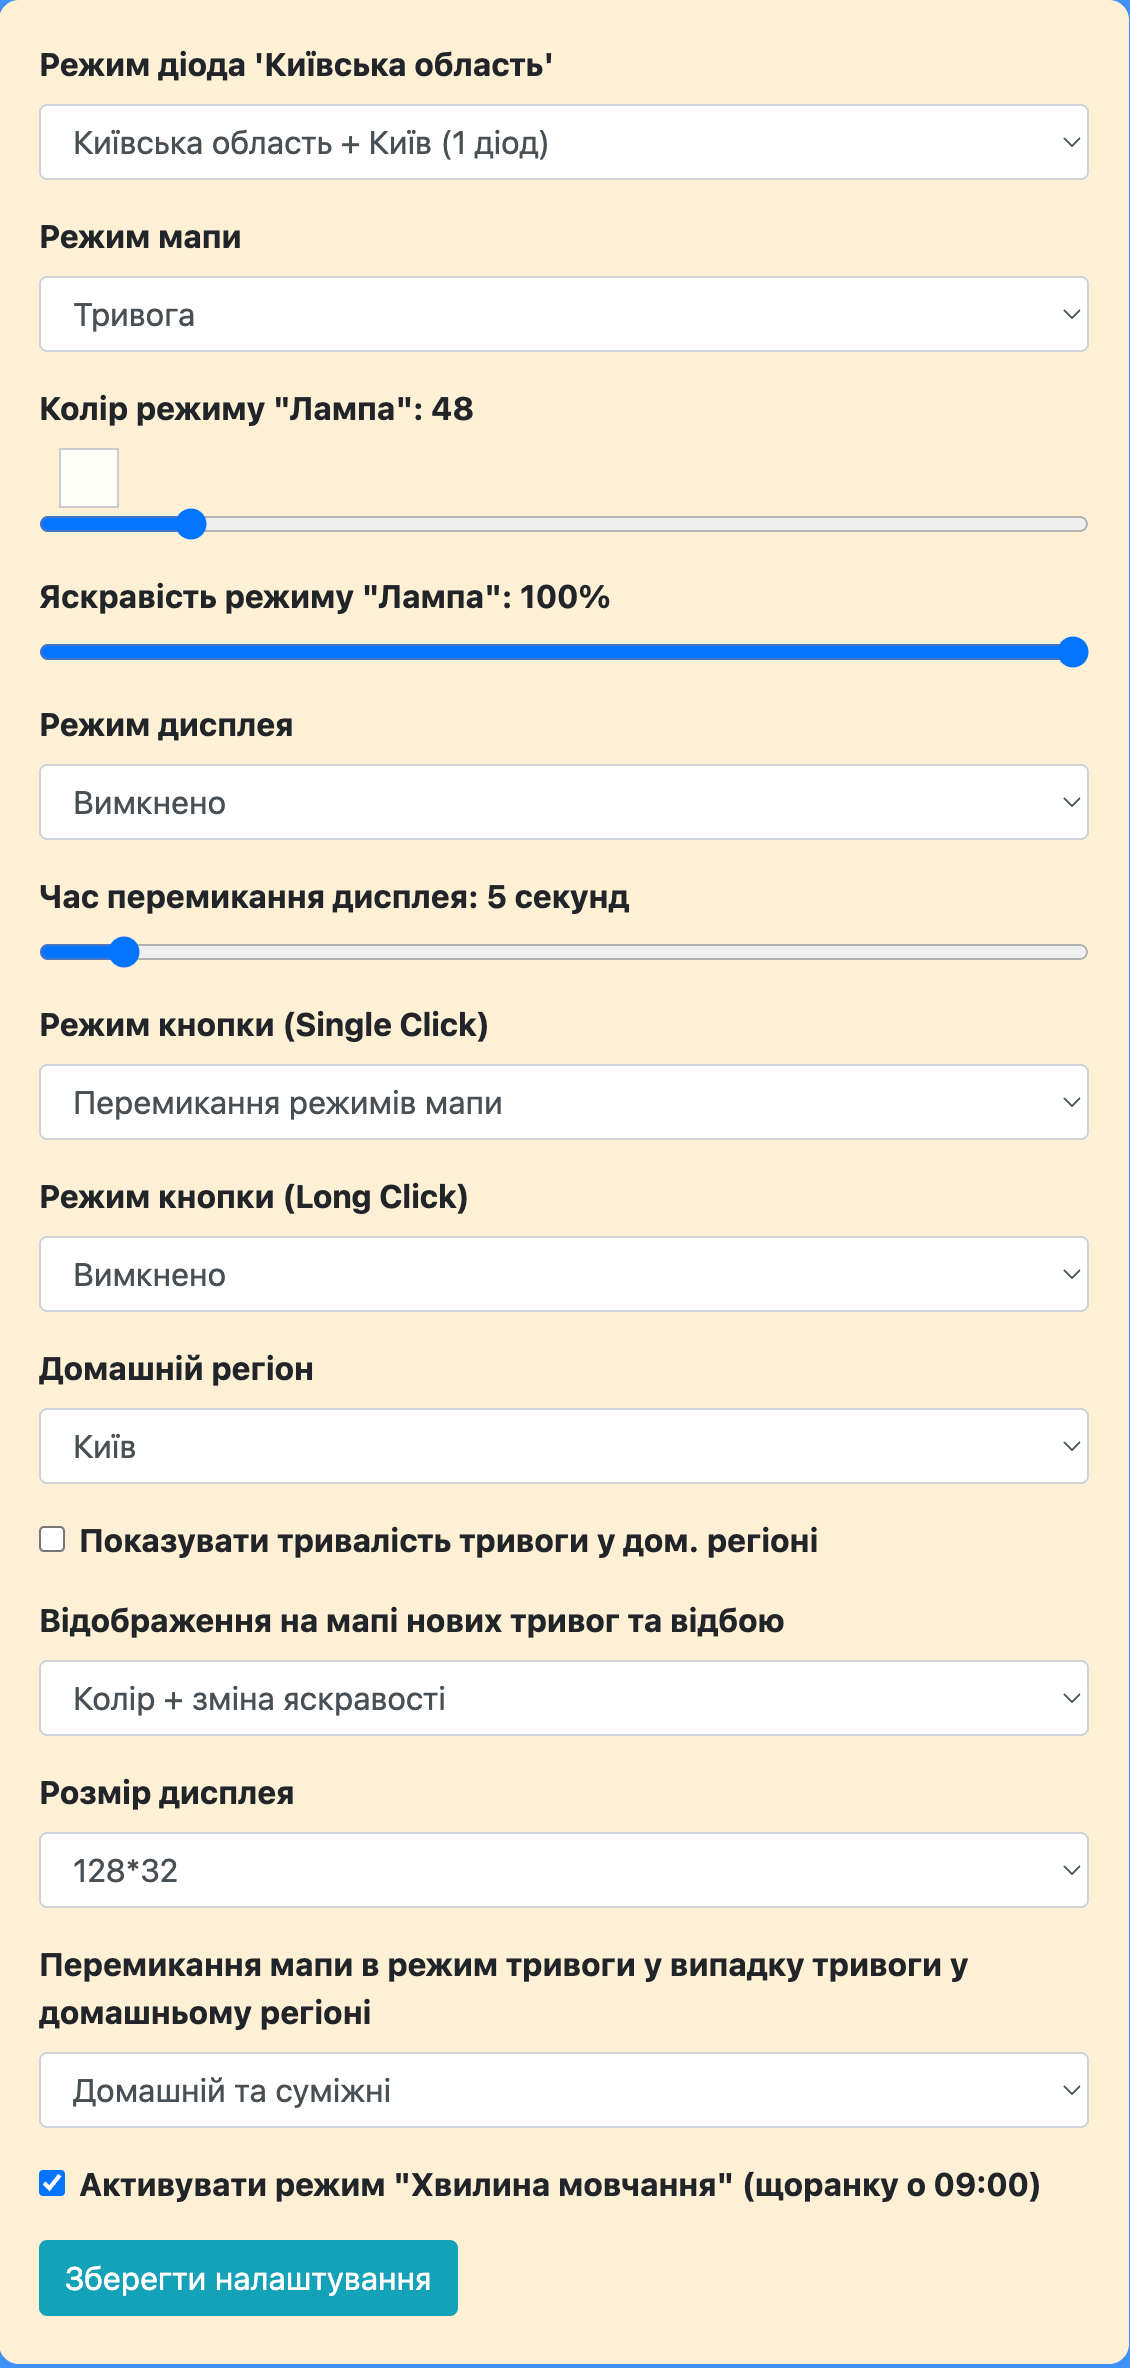 Режим діода 'Київська область'
Київська область + Київ (1 діод)
Режим мапи
Тривога
Колір режиму "Лампа": 48
Яскравість режиму "Лампа": 100%
Режим дисплея
Вимкнено
Час перемикання дисплея: 5 секунд
Режим кнопки (Single Click)
Перемикання режимів мапи
Режим кнопки (Long Click)
Вимкнено
Домашній регіон
Київ
Показувати тривалість тривоги у дом. регіоні
Відображення на мапі нових тривог та відбою
Колір + зміна яскравості
Розмір дисплея
128*32
Перемикання мапи в режим тривоги у випадку тривоги у
домашньому регіоні
Домашній та суміжні
Активувати режим "Хвилина мовчання" (щоранку о 09:00)
Зберегти налаштування